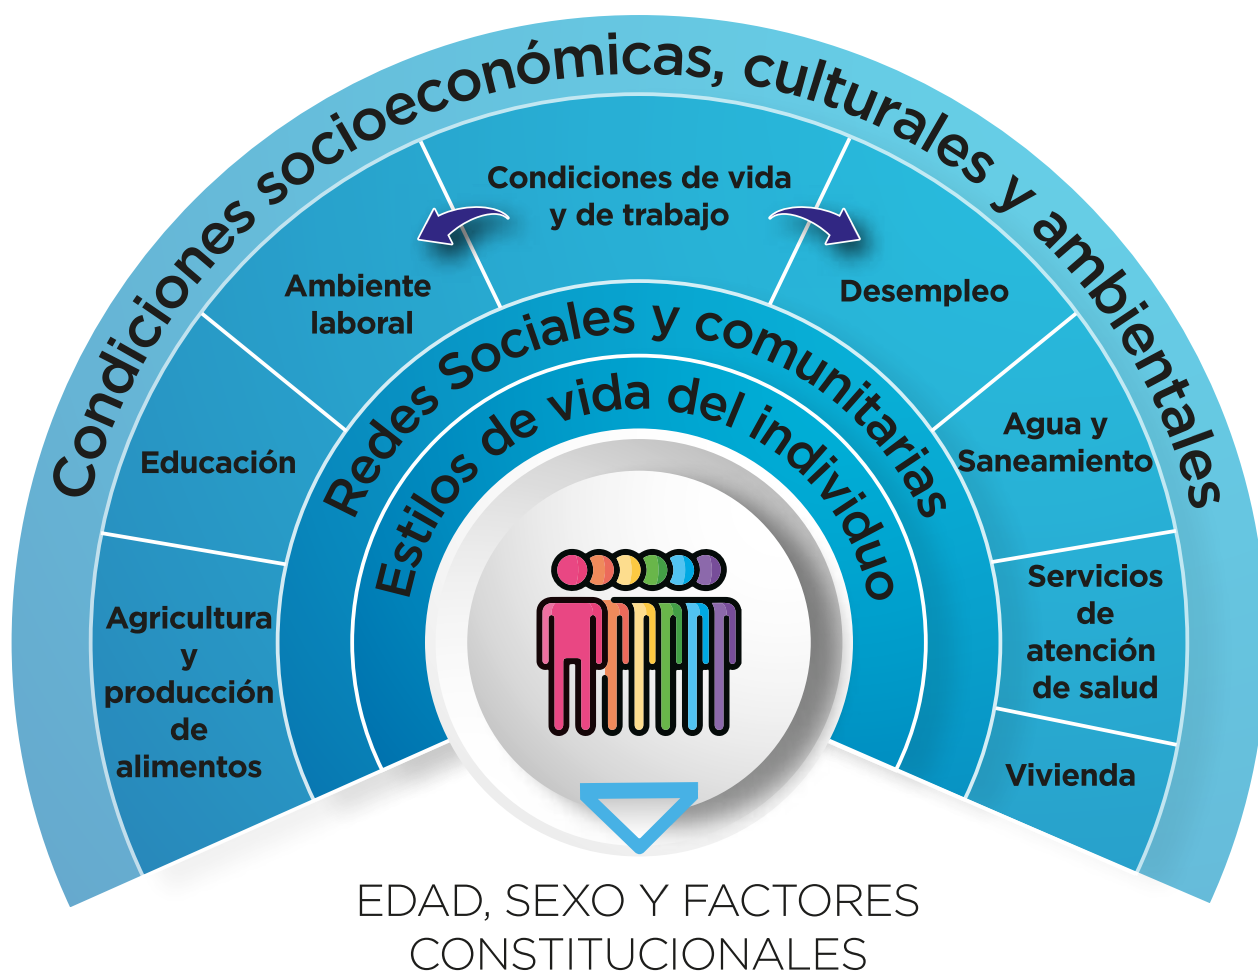 Condiciones socioeconómicas, culturales y ambientales
Condiciones de vida
y de trabajo
Ambiente
laboral
Desempleo
Educación
Agua y
Saneamiento
Agricultura
y
producción
de
alimentos
Servicios
de
atención
de salud
Vivienda
Redes Sociales y comunitarias
Estilos de vida del individuo
EDAD, SEXO Y FACTORES
CONSTITUCIONALES